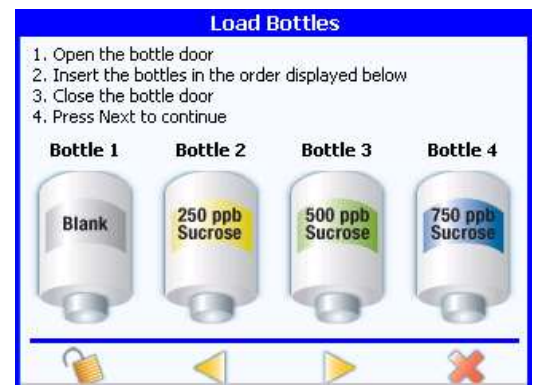 Load Bottles
1. Open the bottle door
2. Insert the bottles in the order displayed below
3. Close the bottle door
4. Press Next to continue
Bottle 1 Bottle 2 Bottle 3 Bottle 4
Blank
250 ppb
Sucrose
500 ppb
Sucrose
750 ppb
Sucrose